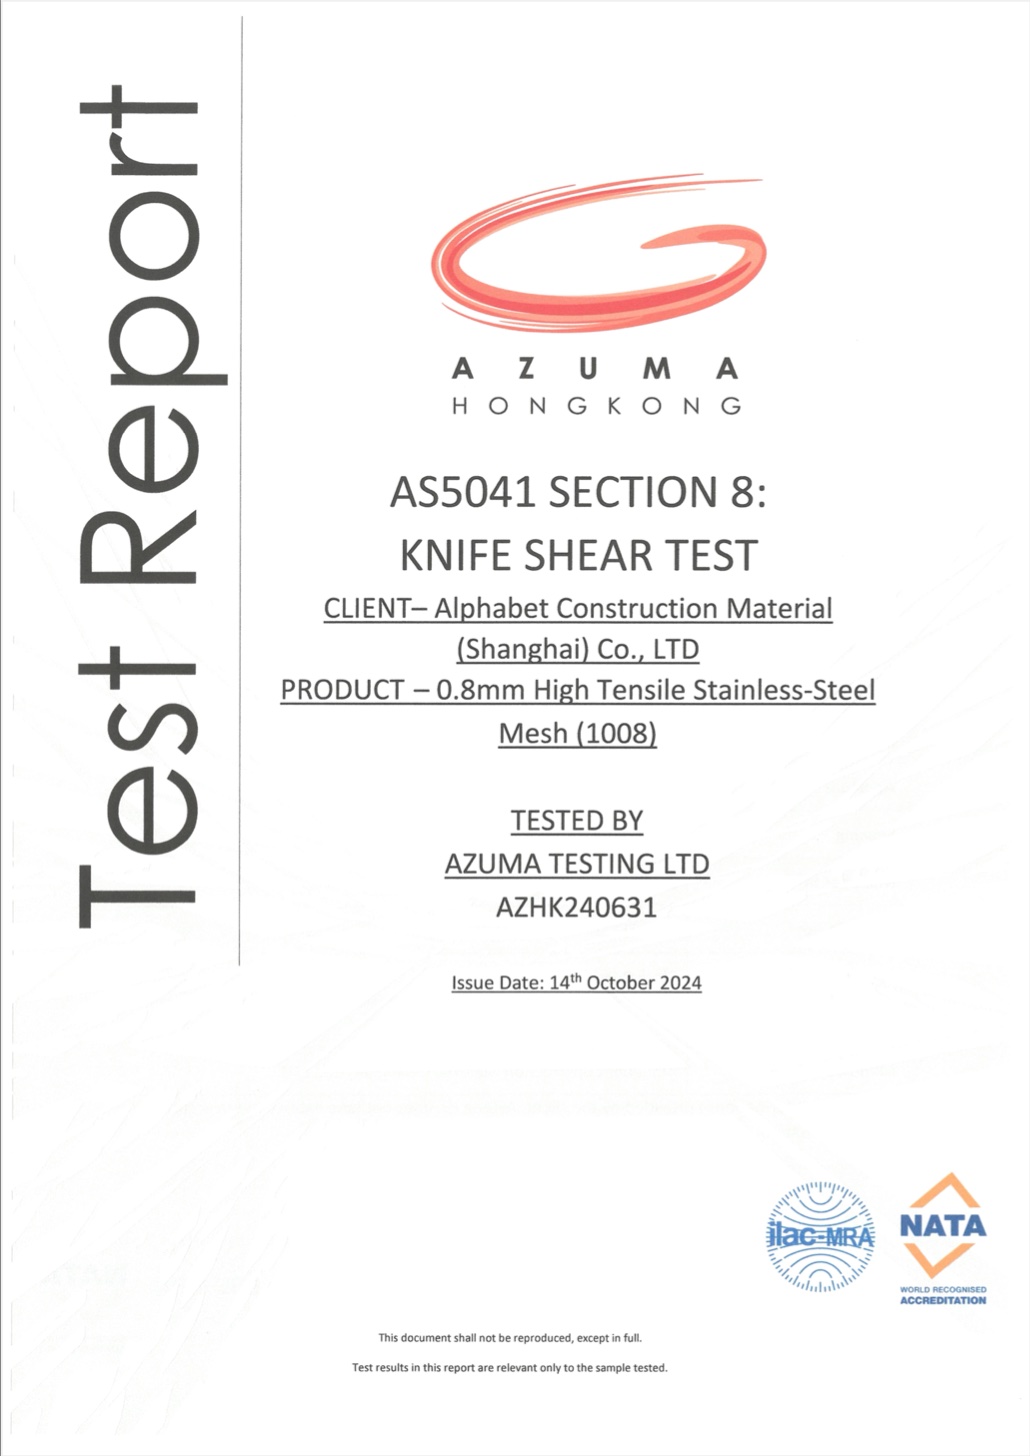 Test Report
AZUMA
HONGKONG
AS5041 SECTION 8:
KNIFE SHEAR TEST
CLIENT– Alphabet Construction Material
(Shanghai) Co., LTD
PRODUCT – 0.8mm High Tensile Stainless-Steel
Mesh (1008)
TESTED BY
AZUMA TESTING LTD
AZHK240631
Issue Date: 14th October 2024
ilac-MRA
NATA
WORLD RECOGNISED
ACCREDITATION
This document shall not be reproduced, except in full.
Test results in this report are relevant only to the sample tested.